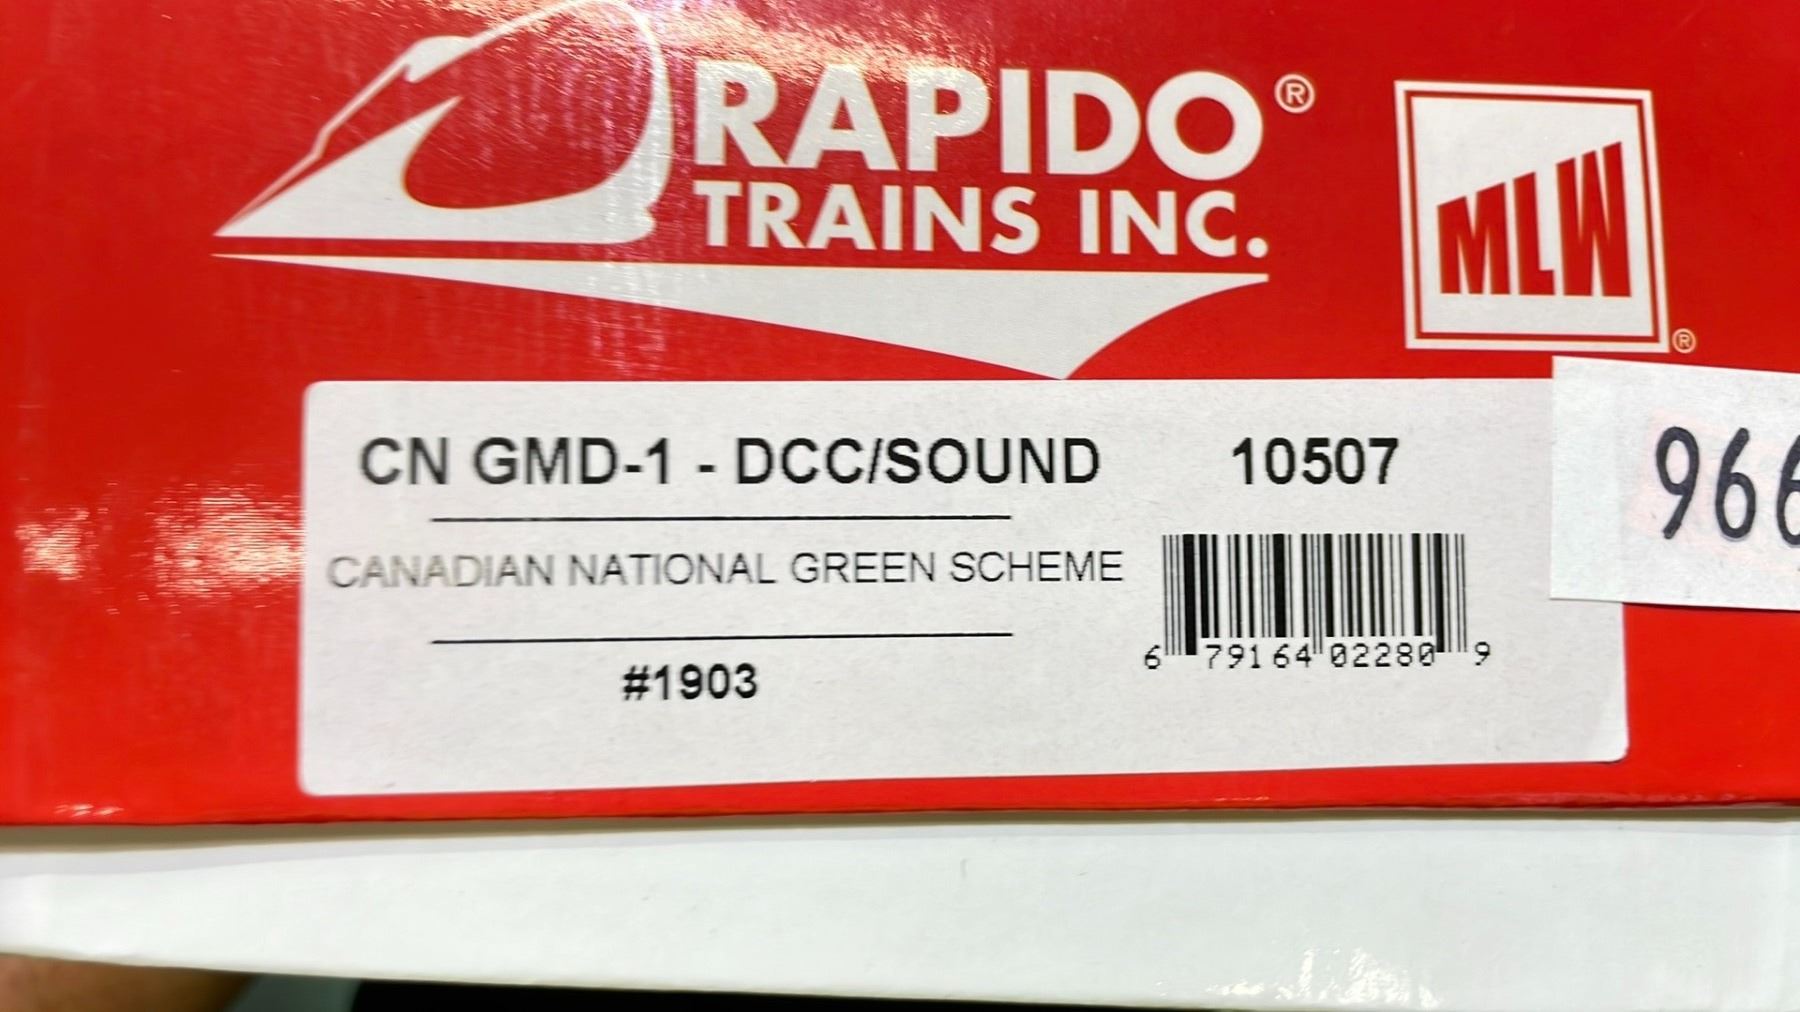 RAPIDO®
TRAINS INC.
MLW®
CN GMD-1 - DCC/SOUND
10507
CANADIAN NATIONAL GREEN SCHEME
#1903
6 79164 02280 9